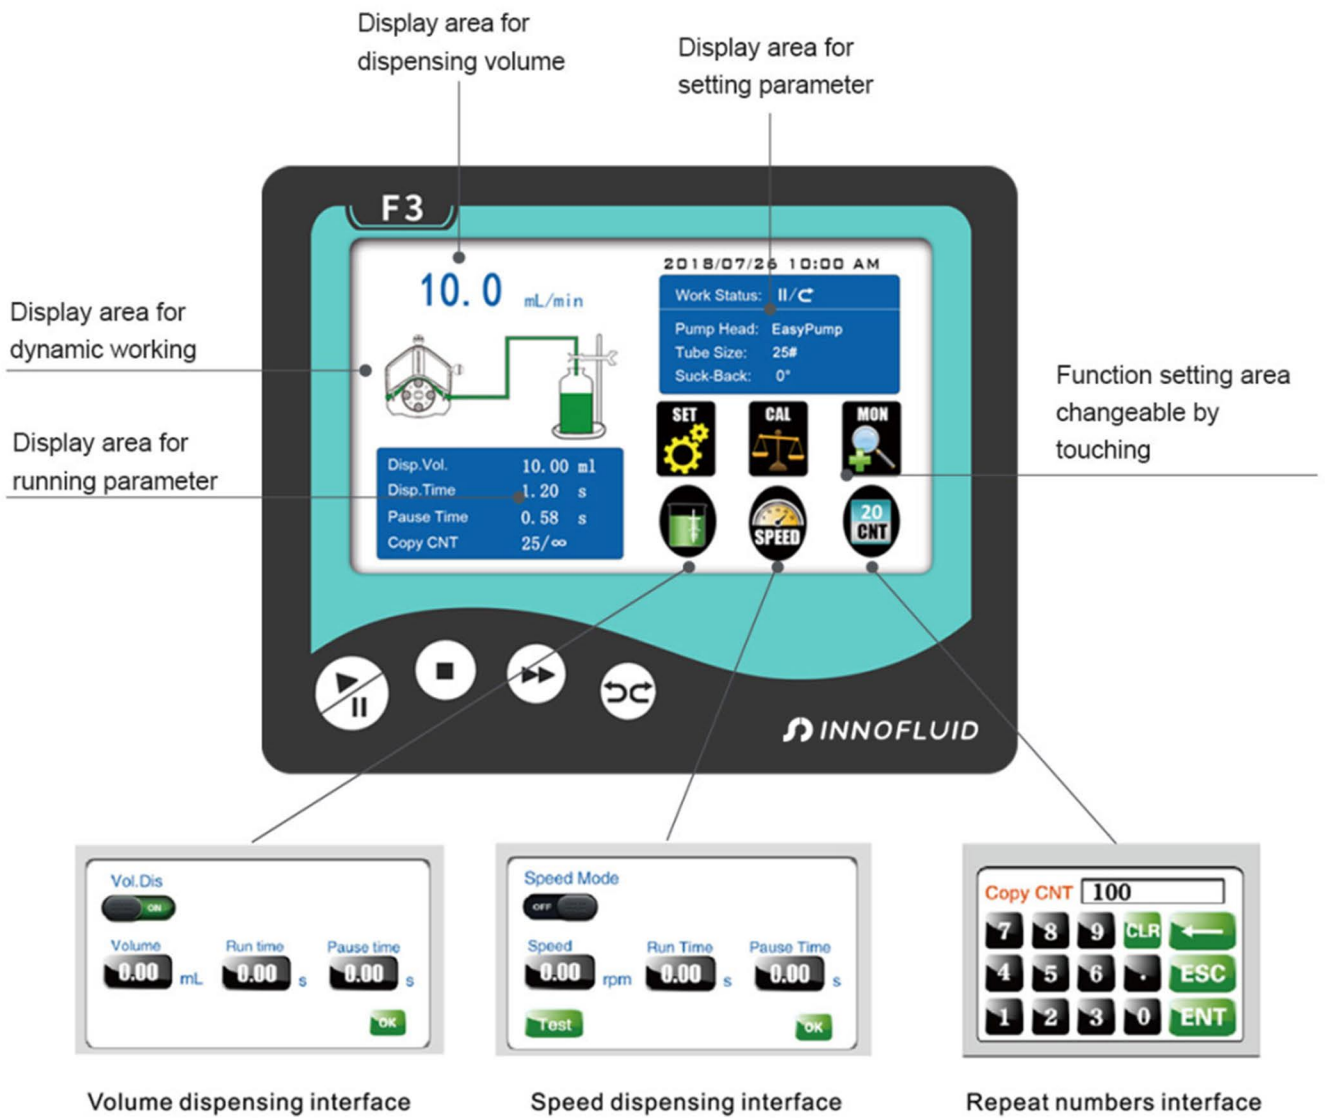 Display area for
dispensing volume
Display area for
setting parameter
F3
10.0 mL/min
2018/07/26 10:00 AM
Work Status: II/
Pump Head: EasyPump
Tube Size: 25#
Suck-Back: 0°
Display area for
dynamic working
Display area for
running parameter
Function setting area
changeable by
touching
SET
CAL
MON
Disp.Vol. 10.00 ml
Disp.Time 1.20 s
Pause Time 0.58 s
Copy CNT 25/∞
SPEED
20
CNT
INNOFLUID
Vol.Dis
ON
Volume Run time Pause time
0.00 mL 0.00 s 0.00 s
OK
Speed Mode
OFF
Speed Run Time Pause Time
0.00 rpm 0.00 s 0.00 s
Test OK
Copy CNT 100
7 8 9 CLR
4 5 6 . ESC
1 2 3 0 ENT
Volume dispensing interface
Speed dispensing interface
Repeat numbers interface